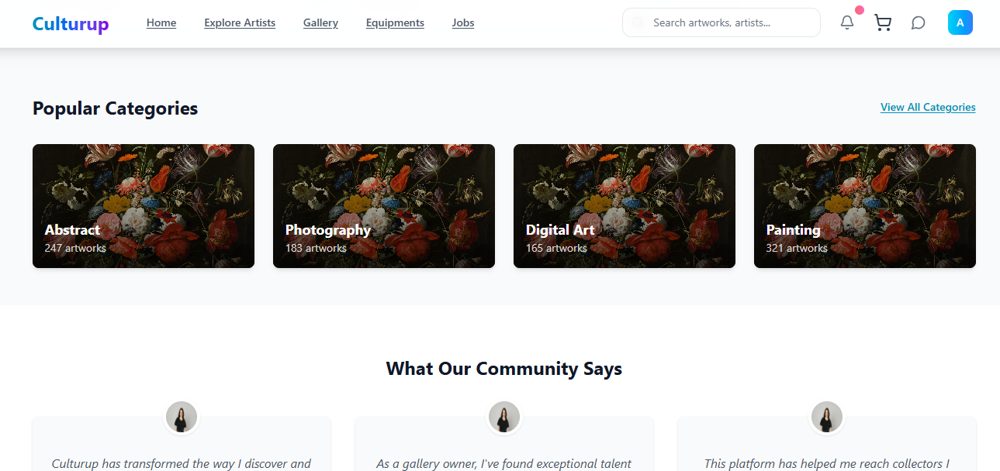 Culturup
Home
Explore Artists
Gallery
Equipments
Jobs
Search artworks, artists...
A
Popular Categories
View All Categories
Abstract
247 artworks
Photography
183 artworks
Digital Art
165 artworks
Painting
321 artworks
What Our Community Says
Culturup has transformed the way I discover and
As a gallery owner, I've found exceptional talent
This platform has helped me reach collectors I